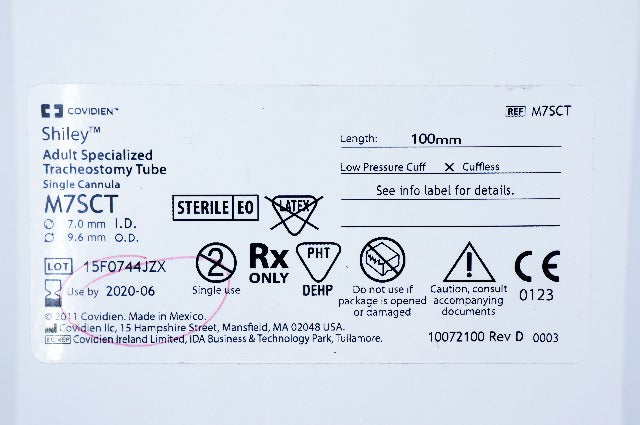 COVIDIEN™
REF M7SCT
Shiley™
Adult Specialized
Tracheostomy Tube
Single Cannula
M7SCT
7.0 mm I.D.
9.6 mm O.D.
Length: 100mm
Low Pressure Cuff X Cuffless
See info label for details.
STERILE EO
LATEX
LOT 15F0744JZX
Use by 2020-06
2
Single use
Rx
ONLY
PHT
DEHP
Do not use if
package is opened
or damaged
!
Caution, consult
accompanying
documents
CE
0123
© 2011 Covidien. Made in Mexico.
Covidien llc, 15 Hampshire Street, Mansfield, MA 02048 USA.
EC REP Covidien Ireland Limited, IDA Business & Technology Park, Tullamore.
10072100 Rev D 0003